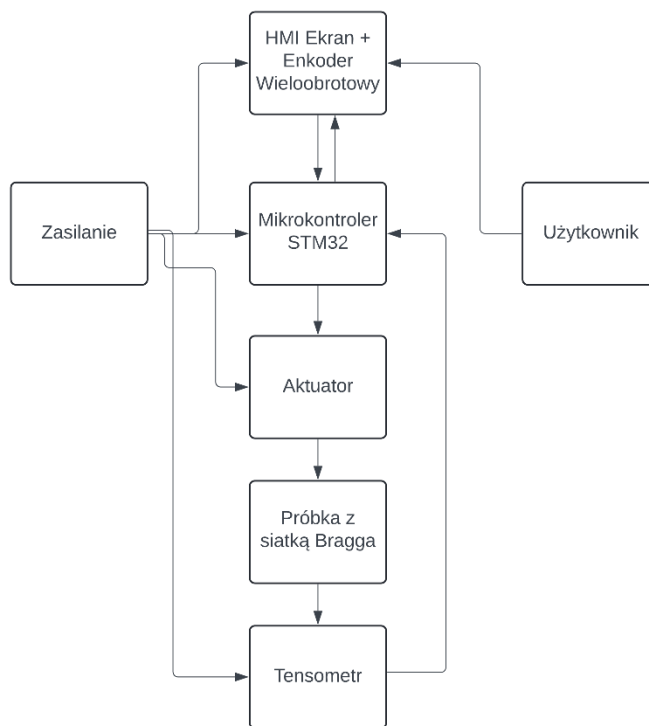 HMI Ekran +
Enkoder
Wieloobrotowy
Zasilanie
Mikrokontroler
STM32
Użytkownik
Aktuator
Próbka z
siatką Bragga
Tensometr